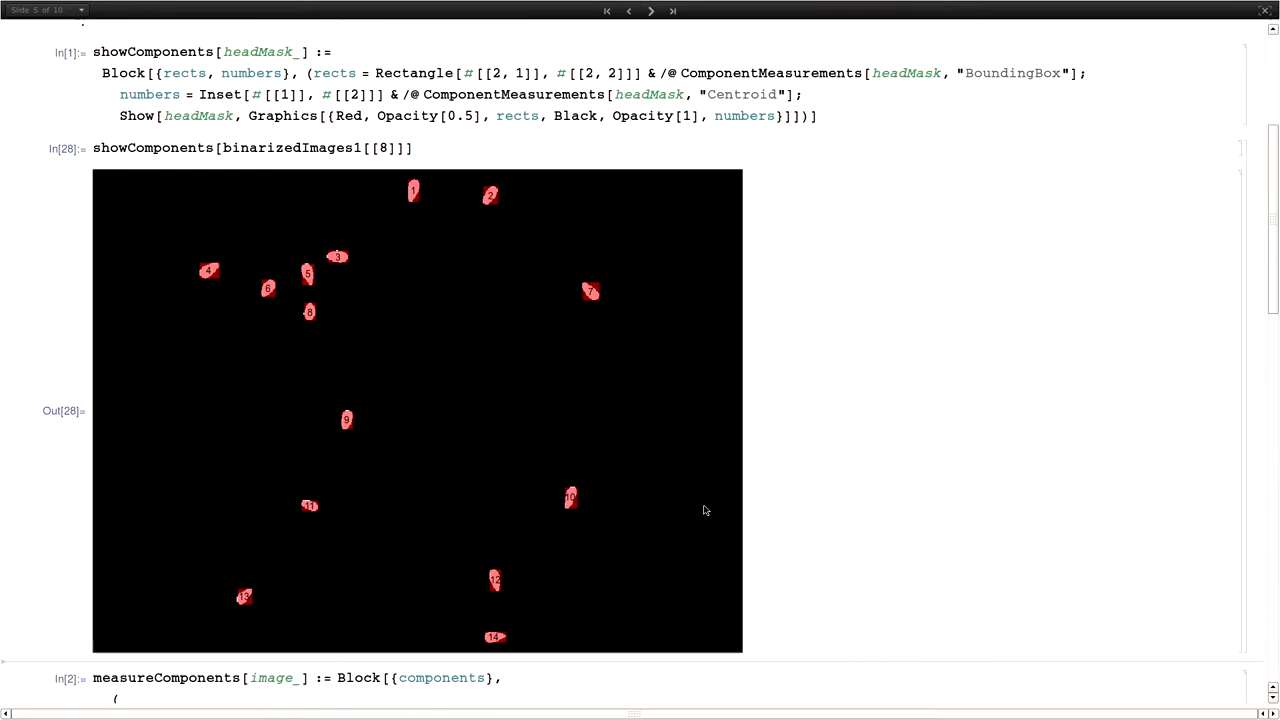 Slide 5 of 10
In[1]:= showComponents[headMask_] :=
Block[{rects, numbers}, (rects = Rectangle[#[[2, 1]], #[[2, 2]]] & /@ ComponentMeasurements[headMask, "BoundingBox"];
numbers = Inset[#[[1]], #[[2]]] & /@ ComponentMeasurements[headMask, "Centroid"];
Show[headMask, Graphics[{Red, Opacity[0.5], rects, Black, Opacity[1], numbers}]])]
In[28]:= showComponents[binarizedImages1[[8]]]
1
2
3
4
5
6
7
8
9
Out[28]=
10
11
12
13
14
In[2]:= measureComponents[image_] := Block[{components},
(